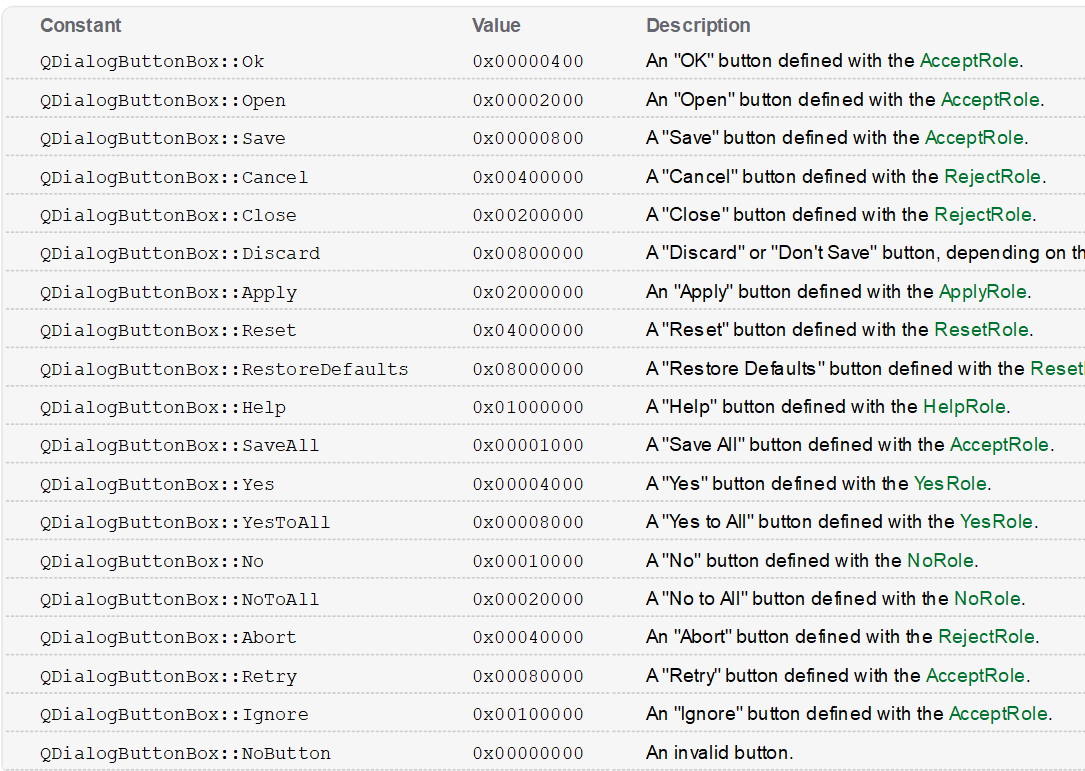 Constant Value Description
QDialogButtonBox::Ok 0x00000400 An "OK" button defined with the AcceptRole.
QDialogButtonBox::Open 0x00002000 An "Open" button defined with the AcceptRole.
QDialogButtonBox::Save 0x00000800 A "Save" button defined with the AcceptRole.
QDialogButtonBox::Cancel 0x00400000 A "Cancel" button defined with the RejectRole.
QDialogButtonBox::Close 0x00200000 A "Close" button defined with the RejectRole.
QDialogButtonBox::Discard 0x00800000 A "Discard" or "Don't Save" button, depending on th
QDialogButtonBox::Apply 0x02000000 An "Apply" button defined with the ApplyRole.
QDialogButtonBox::Reset 0x04000000 A "Reset" button defined with the ResetRole.
QDialogButtonBox::RestoreDefaults 0x08000000 A "Restore Defaults" button defined with the Reset
QDialogButtonBox::Help 0x01000000 A "Help" button defined with the HelpRole.
QDialogButtonBox::SaveAll 0x00001000 A "Save All" button defined with the AcceptRole.
QDialogButtonBox::Yes 0x00004000 A "Yes" button defined with the YesRole.
QDialogButtonBox::YesToAll 0x00008000 A "Yes to All" button defined with the YesRole.
QDialogButtonBox::No 0x00010000 A "No" button defined with the NoRole.
QDialogButtonBox::NoToAll 0x00020000 A "No to All" button defined with the NoRole.
QDialogButtonBox::Abort 0x00040000 An "Abort" button defined with the RejectRole.
QDialogButtonBox::Retry 0x00080000 A "Retry" button defined with the AcceptRole.
QDialogButtonBox::Ignore 0x00100000 An "Ignore" button defined with the AcceptRole.
QDialogButtonBox::NoButton 0x00000000 An invalid button.